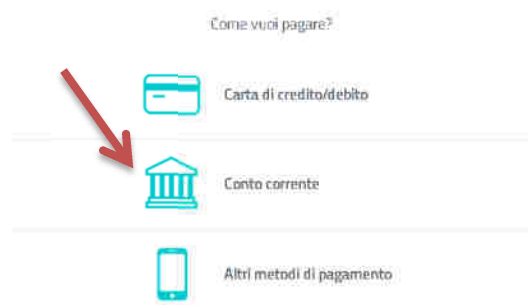 Come vuoi pagare?
Carta di credito/debito
Conto corrente
Altri metodi di pagamento